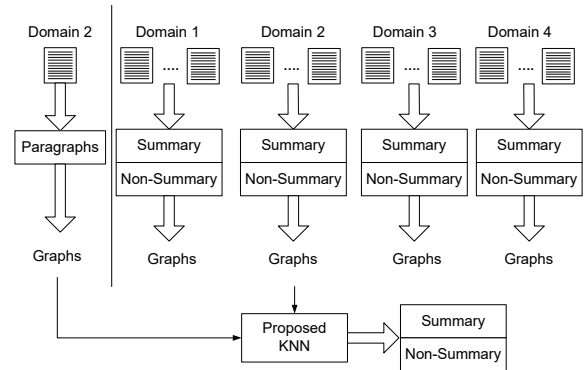 Domain 2
Domain 1
Domain 2
Domain 3
Domain 4
....
....
....
....
Paragraphs
Summary
Non-Summary
Summary
Non-Summary
Summary
Non-Summary
Summary
Non-Summary
Graphs
Graphs
Graphs
Graphs
Graphs
Proposed
KNN
Summary
Non-Summary